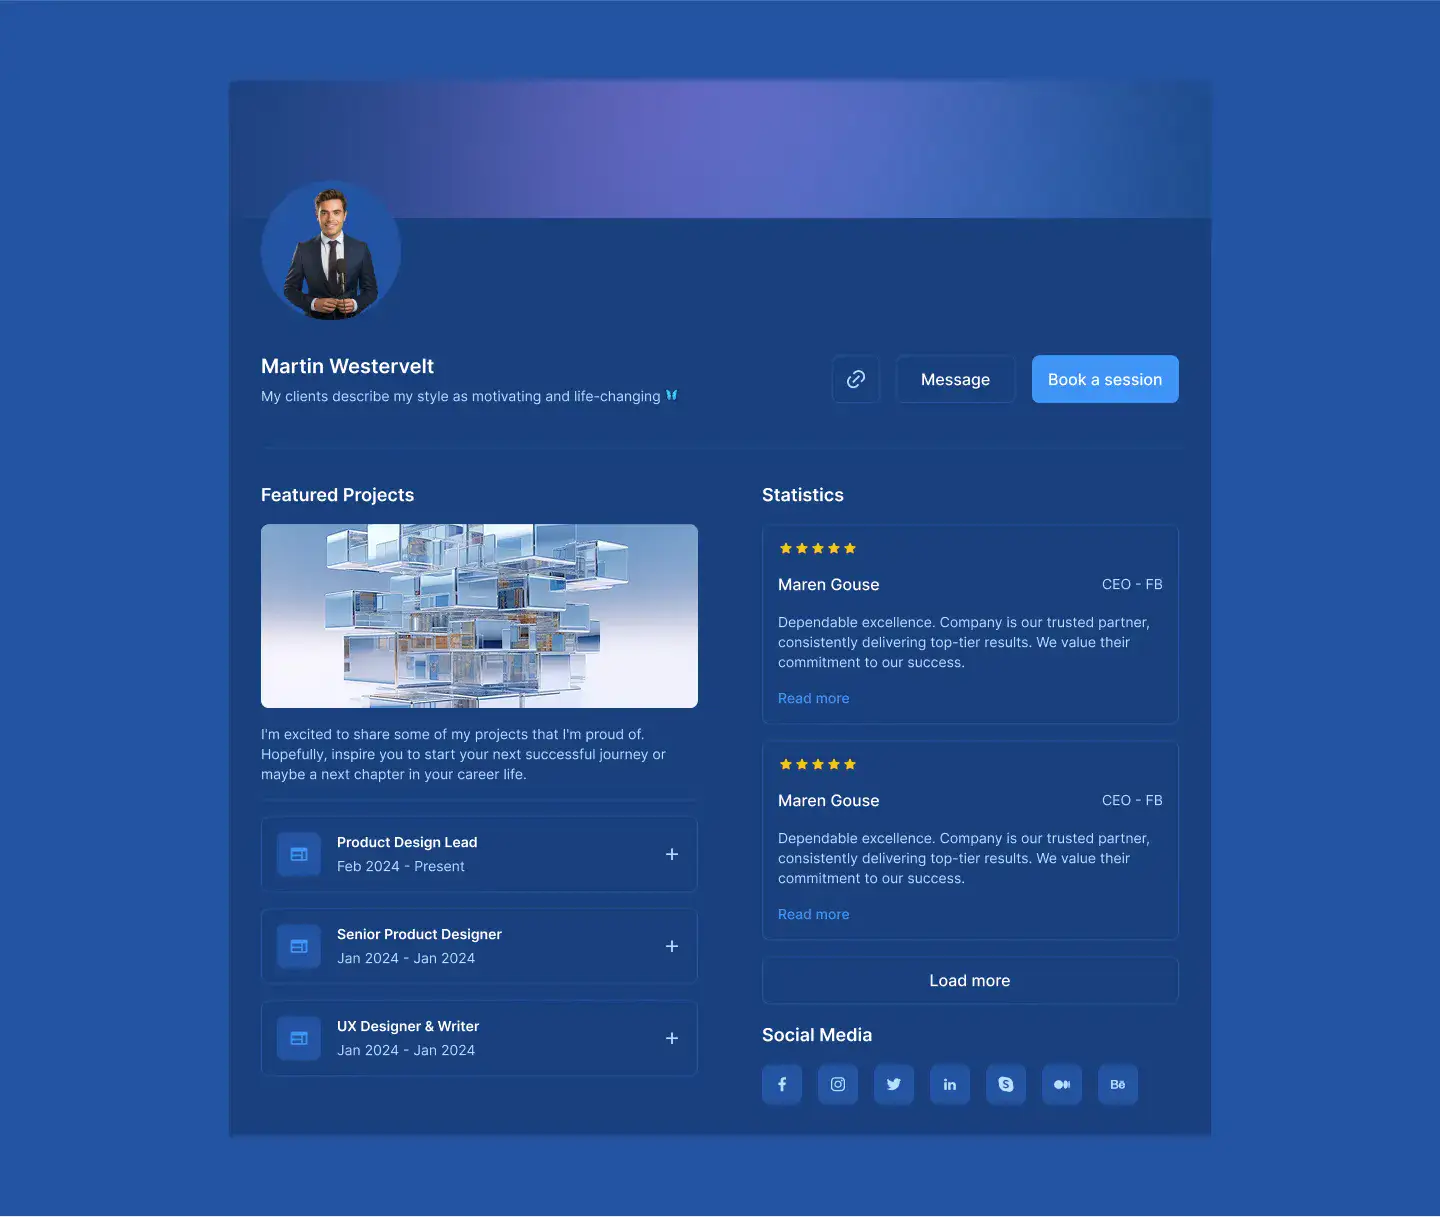 Martin Westervelt
My clients describe my style as motivating and life-changing 🦋
Message
Book a session
Featured Projects
I'm excited to share some of my projects that I'm proud of.
Hopefully, inspire you to start your next successful journey or
maybe a next chapter in your career life.
Product Design Lead
Feb 2024 - Present
Senior Product Designer
Jan 2024 - Jan 2024
UX Designer & Writer
Jan 2024 - Jan 2024
Statistics
Maren Gouse
CEO - FB
Dependable excellence. Company is our trusted partner,
consistently delivering top-tier results. We value their
commitment to our success.
Read more
Maren Gouse
CEO - FB
Dependable excellence. Company is our trusted partner,
consistently delivering top-tier results. We value their
commitment to our success.
Read more
Load more
Social Media